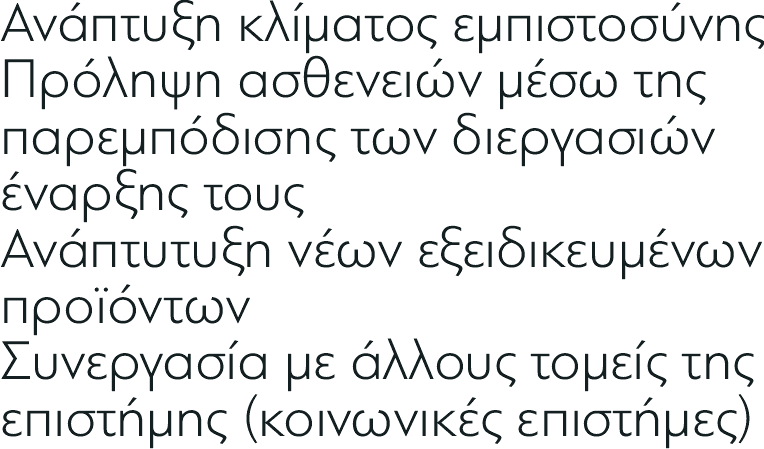 Ανάπτυξη κλίματος εμπιστοσύνης
Πρόληψη ασθενειών μέσω της
παρεμπόδισης των διεργασιών
έναρξης τους
Ανάπτυτυξη νέων εξειδικευμένων
προϊόντων
Συνεργασία με άλλους τομείς της
επιστήμης (κοινωνικές επιστήμες)